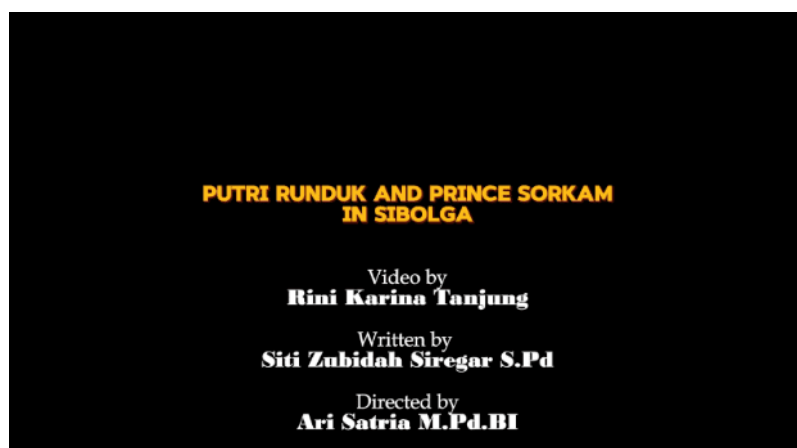 PUTRI RUNDUK AND PRINCE SORKAM
IN SIBOLGA
Video by
Rini Karina Tanjung
Written by
Siti Zubidah Siregar S.Pd
Directed by
Ari Satria M.Pd.BI